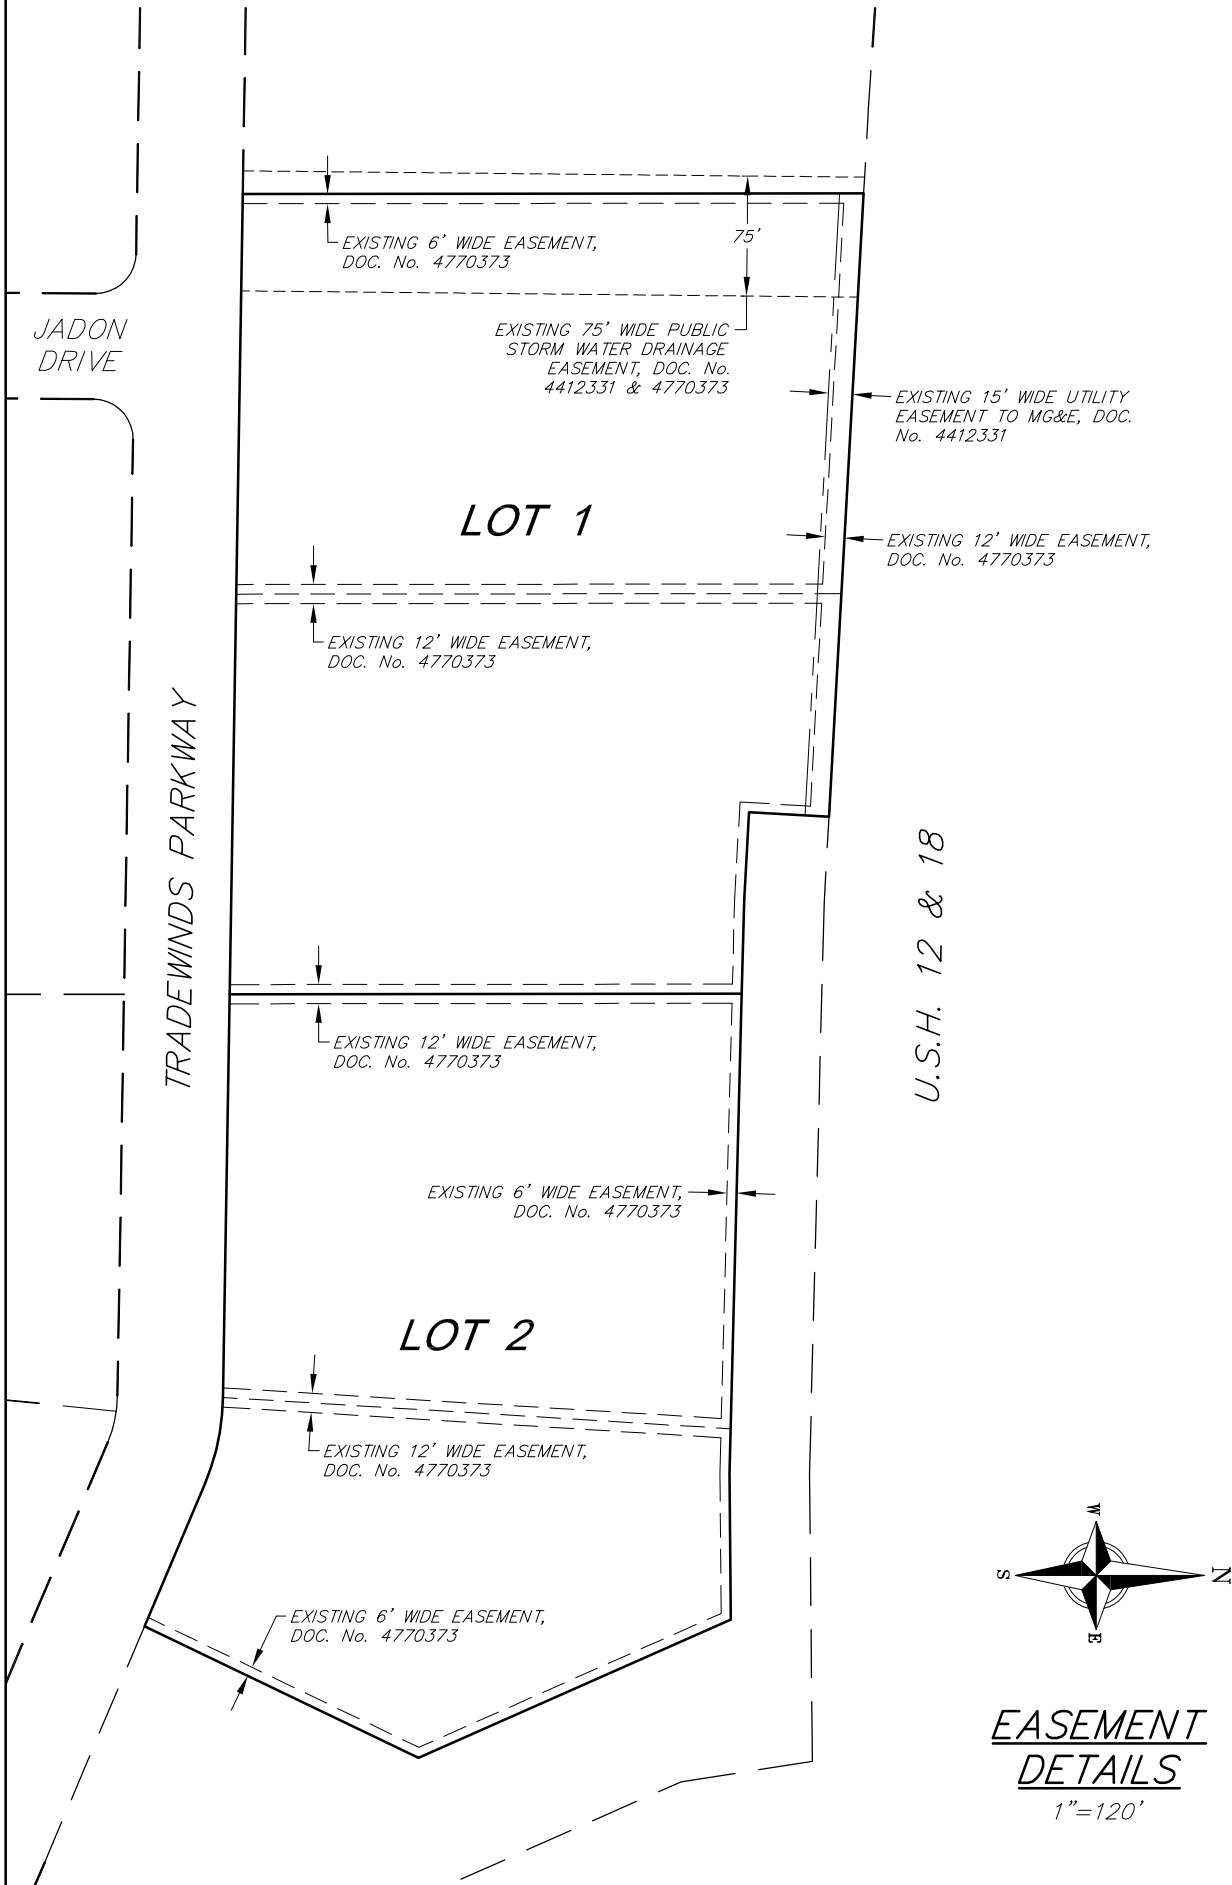 EXISTING 6' WIDE EASEMENT,
DOC. No. 4770373
75'
JADON
DRIVE
EXISTING 75' WIDE PUBLIC
STORM WATER DRAINAGE
EASEMENT, DOC. No.
4412331 & 4770373
EXISTING 15' WIDE UTILITY
EASEMENT TO MG&E, DOC.
No. 4412331
LOT 1
EXISTING 12' WIDE EASEMENT,
DOC. No. 4770373
EXISTING 12' WIDE EASEMENT,
DOC. No. 4770373
TRADEWINDS PARKWAY
U.S.H. 12 & 18
EXISTING 12' WIDE EASEMENT,
DOC. No. 4770373
EXISTING 6' WIDE EASEMENT,
DOC. No. 4770373
LOT 2
EXISTING 12' WIDE EASEMENT,
DOC. No. 4770373
W
S
N
E
EXISTING 6' WIDE EASEMENT,
DOC. No. 4770373
EASEMENT
DETAILS
1"=120'